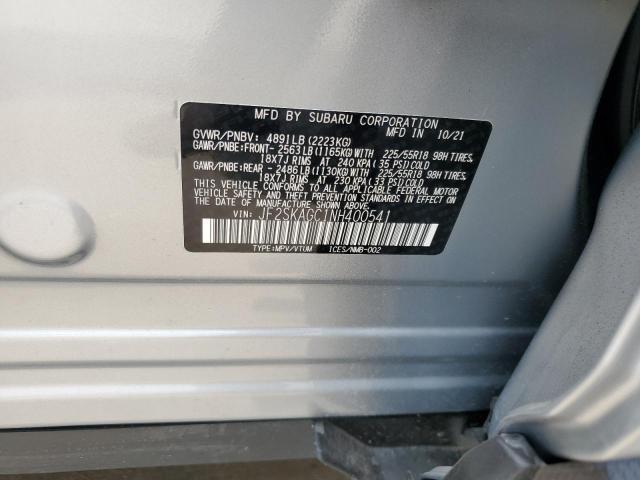 MFD BY SUBARU CORPORATION 10/21
GVWR/PNBV: 4891LB(2223KG)
GAWR/PNBE:FRONT- 2563LB(1165KG)WITH 225/55R18 98H TIRES,
18X7J RIMS AT 240 KPA(35 PSI)COLD
GAWR/PNBE:REAR - 2486LB(1130KG)WITH 225/55R18 98H TIRES,
18X7J RIMS AT 230 KPA(33 PSI)COLD
THIS VEHICLE CONFORMS TO ALL APPLICABLE FEDERAL MOTOR
VEHICLE SAFETY AND THEFT PREVENTION STANDARDS IN EFFECT ON THE
DATE OF MANUFACTURE SHOWN ABOVE.
VIN: JF2SKAGC1NH400541
TYPE:MPV/VTUM ICES/NMB-002